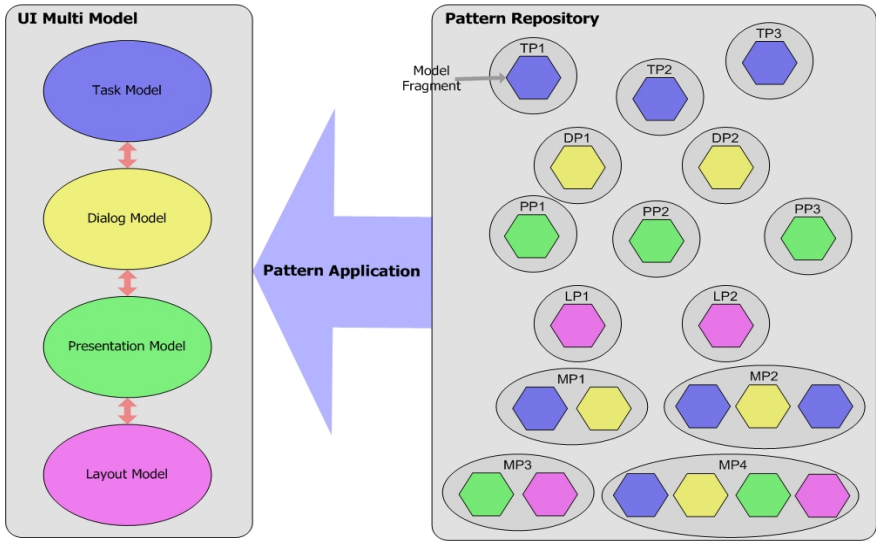 UI Multi Model
Task Model
Dialog Model
Presentation Model
Layout Model
Pattern Application
Pattern Repository
Model
Fragment
TP1
TP2
TP3
DP1
DP2
PP1
PP2
PP3
LP1
LP2
MP1
MP2
MP3
MP4